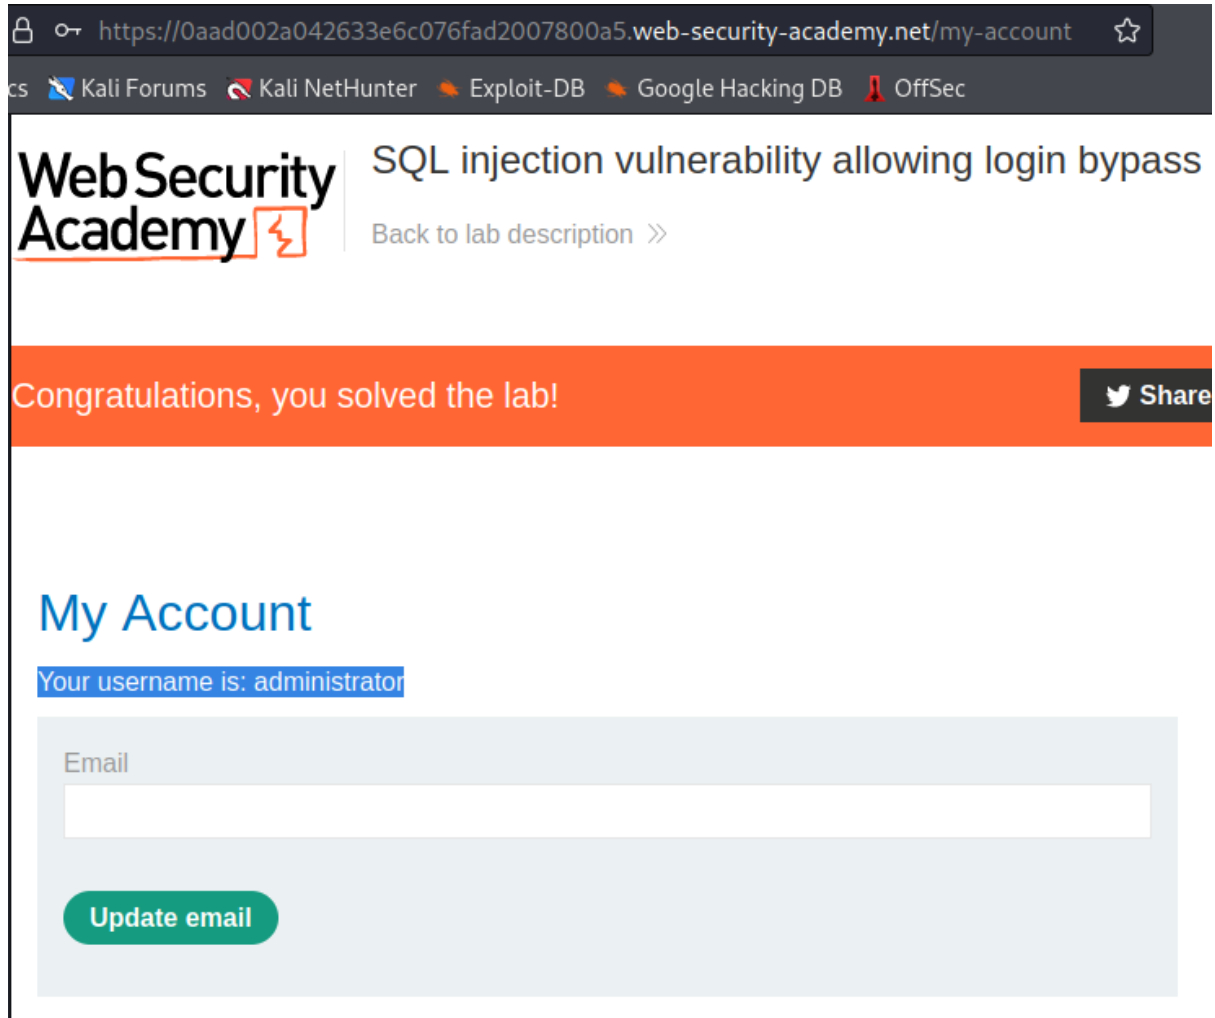 https://0aad002a042633e6c076fad2007800a5.web-security-academy.net/my-account
cs Kali Forums Kali NetHunter Exploit-DB Google Hacking DB OffSec
Web Security
Academy
SQL injection vulnerability allowing login bypass
Back to lab description
Congratulations, you solved the lab!
Share
My Account
Your username is: administrator
Email
Update email